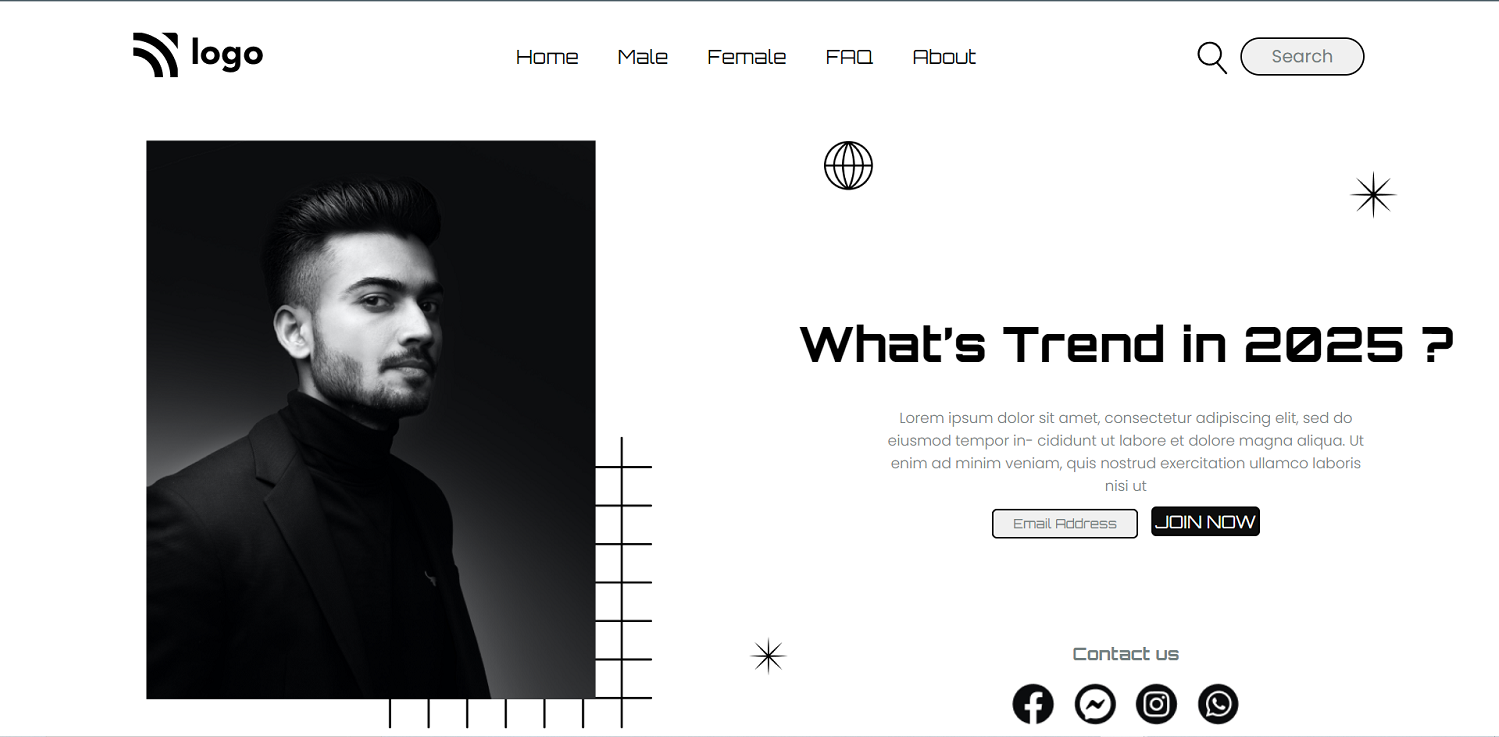 logo
Home Male Female FAQ About
Search
What's Trend in 2025 ?
Lorem ipsum dolor sit amet, consectetur adipiscing elit, sed do
eiusmod tempor in- cididunt ut labore et dolore magna aliqua. Ut
enim ad minim veniam, quis nostrud exercitation ullamco laboris
nisi ut
Email Address JOIN NOW
Contact us